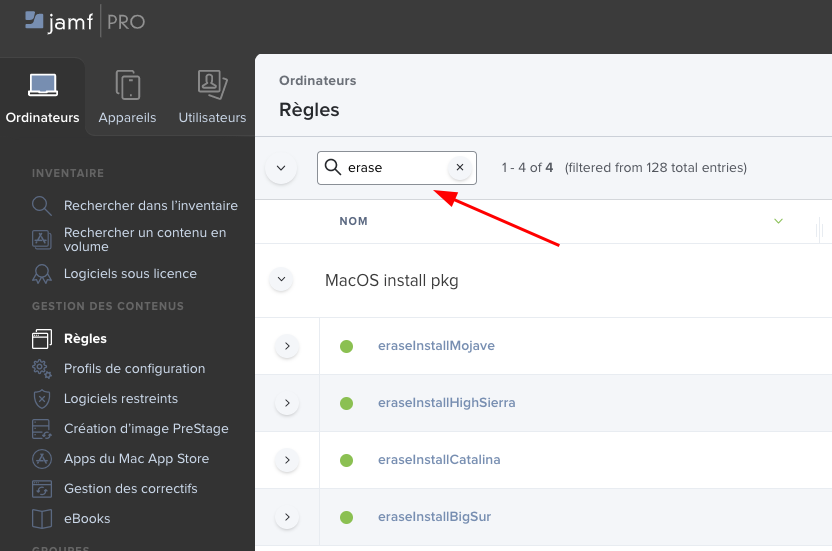 jamf PRO
Ordinateurs
Appareils
Utilisateurs
INVENTAIRE
Rechercher dans l'inventaire
Rechercher un contenu en
volume
Logiciels sous licence
GESTION DES CONTENUS
Règles
Profils de configuration
Logiciels restreints
Création d'image PreStage
Apps du Mac App Store
Gestion des correctifs
eBooks
GROUPES
Ordinateurs
Règles
erase
1 - 4 of 4 (filtered from 128 total entries)
NOM
MacOS install pkg
eraseInstallMojave
eraseInstallHighSierra
eraseInstallCatalina
eraseInstallBigSur